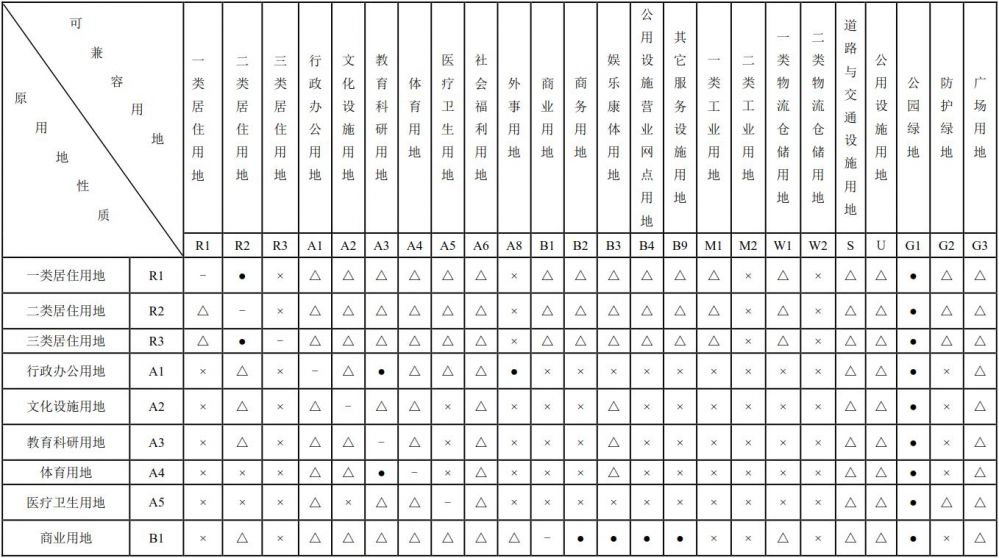 可兼容用地
原用地性质
一类居住用地
二类居住用地
三类居住用地
行政办公用地
文化设施用地
教育科研用地
体育用地
医疗卫生用地
社会福利用地
外事用地
商业用地
商务用地
娱乐康体用地
公用设施营业网点用地
其它服务设施用地
一类工业用地
二类工业用地
一类物流仓储用地
二类物流仓储用地
道路与交通设施用地
公用设施用地
公园绿地
防护绿地
广场用地
R1 R2 R3 A1 A2 A3 A4 A5 A6 A8 B1 B2 B3 B4 B9 M1 M2 W1 W2 S U G1 G2 G3
一类居住用地 R1 – ● × △ △ △ △ △ △ × △ △ △ △ △ △ × △ × △ △ ● △ △
二类居住用地 R2 △ – × △ △ △ △ △ △ × △ △ △ △ △ △ × △ × △ △ ● △ △
三类居住用地 R3 △ ● – △ △ △ △ △ △ × △ △ △ △ △ △ × △ × △ △ ● △ △
行政办公用地 A1 × △ × – △ ● △ △ △ ● × × × × × × × × × △ △ ● × △
文化设施用地 A2 × △ × △ – △ △ × △ × × × △ × × × × × × △ △ ● × △
教育科研用地 A3 × △ × △ △ – △ × △ × × × △ × × × × × × △ △ ● × △
体育用地 A4 × × × △ △ ● – × △ × × × △ × × × × × × △ △ ● × △
医疗卫生用地 A5 × × × △ × △ △ – △ × × × × × × × × × × △ △ ● △ △
商业用地 B1 × △ × △ △ △ △ △ △ △ – ● ● ● ● × × △ × △ △ ● × △